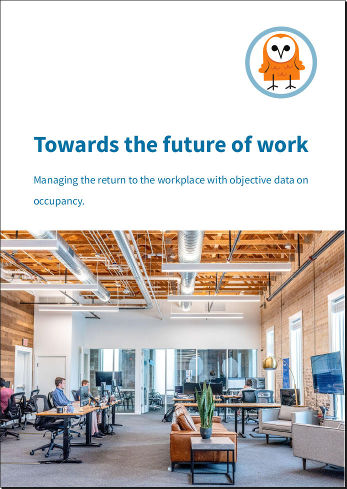 Towards the future of work
Managing the return to the workplace with objective data on
occupancy.